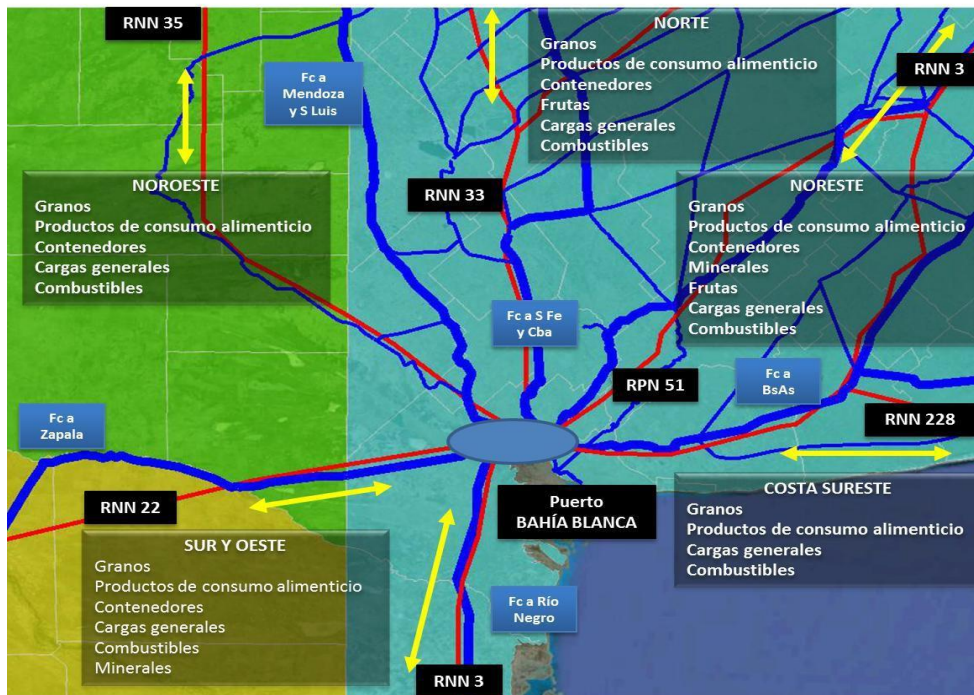 RNN 35
NORTE
Granos
Productos de consumo alimenticio
Contenedores
Frutas
Cargas generales
Combustibles
RNN 3
Fc a
Mendoza
y S Luis
NOROESTE
Granos
Productos de consumo alimenticio
Contenedores
Cargas generales
Combustibles
RNN 33
NORESTE
Granos
Productos de consumo alimenticio
Contenedores
Minerales
Frutas
Cargas generales
Combustibles
Fc a S Fe
y Cba
RPN 51
Fc a
BsAs
RNN 228
Fc a
Zapala
RNN 22
Puerto
BAHÍA BLANCA
COSTA SURESTE
Granos
Productos de consumo alimenticio
Cargas generales
Combustibles
SUR Y OESTE
Granos
Productos de consumo alimenticio
Contenedores
Cargas generales
Combustibles
Minerales
Fc a Río
Negro
RNN 3